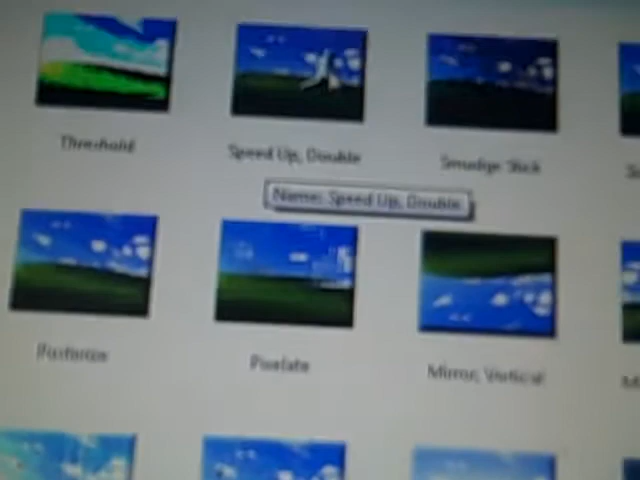 Threshold
Speed Up, Double
Smudge Stick
Name: Speed Up, Double
Posterize
Pixelate
Mirror, Vertical